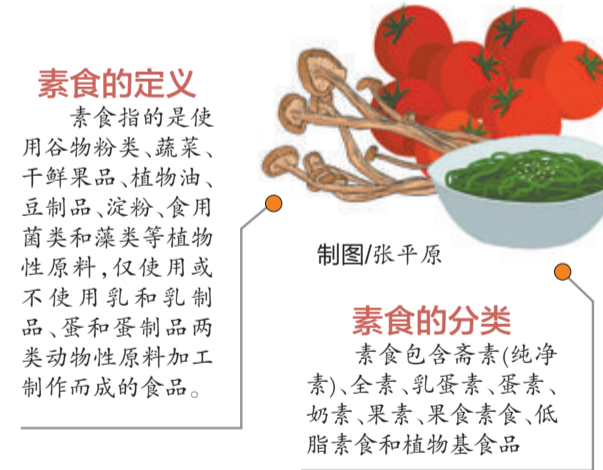 素食的定义
素食指的是使
用谷物粉类、蔬菜、
干鲜果品、植物油、
豆制品、淀粉、食用
菌类和藻类等植物
性原料,仅使用或
不使用乳和乳制
品、蛋和蛋制品两
类动物性原料加工
制作而成的食品。
制图/张平原
素食的分类
素食包含斋素(纯净
素)、全素、乳蛋素、蛋素、
奶素、果素、果食素食、低
脂素食和植物基食品